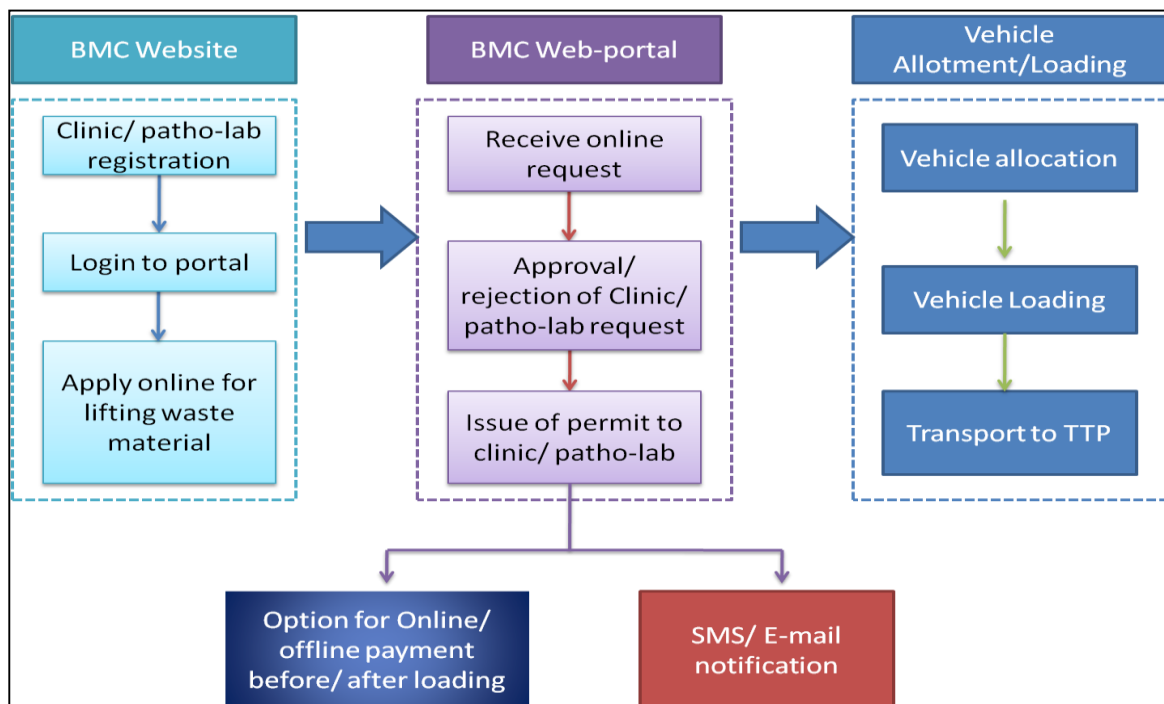 BMC Website
Clinic/ patho-lab
registration
Login to portal
Apply online for
lifting waste
material
BMC Web-portal
Receive online
request
Approval/
rejection of Clinic/
patho-lab request
Issue of permit to
clinic/ patho-lab
Option for Online/
offline payment
before/ after loading
SMS/ E-mail
notification
Vehicle
Allotment/Loading
Vehicle allocation
Vehicle Loading
Transport to TTP